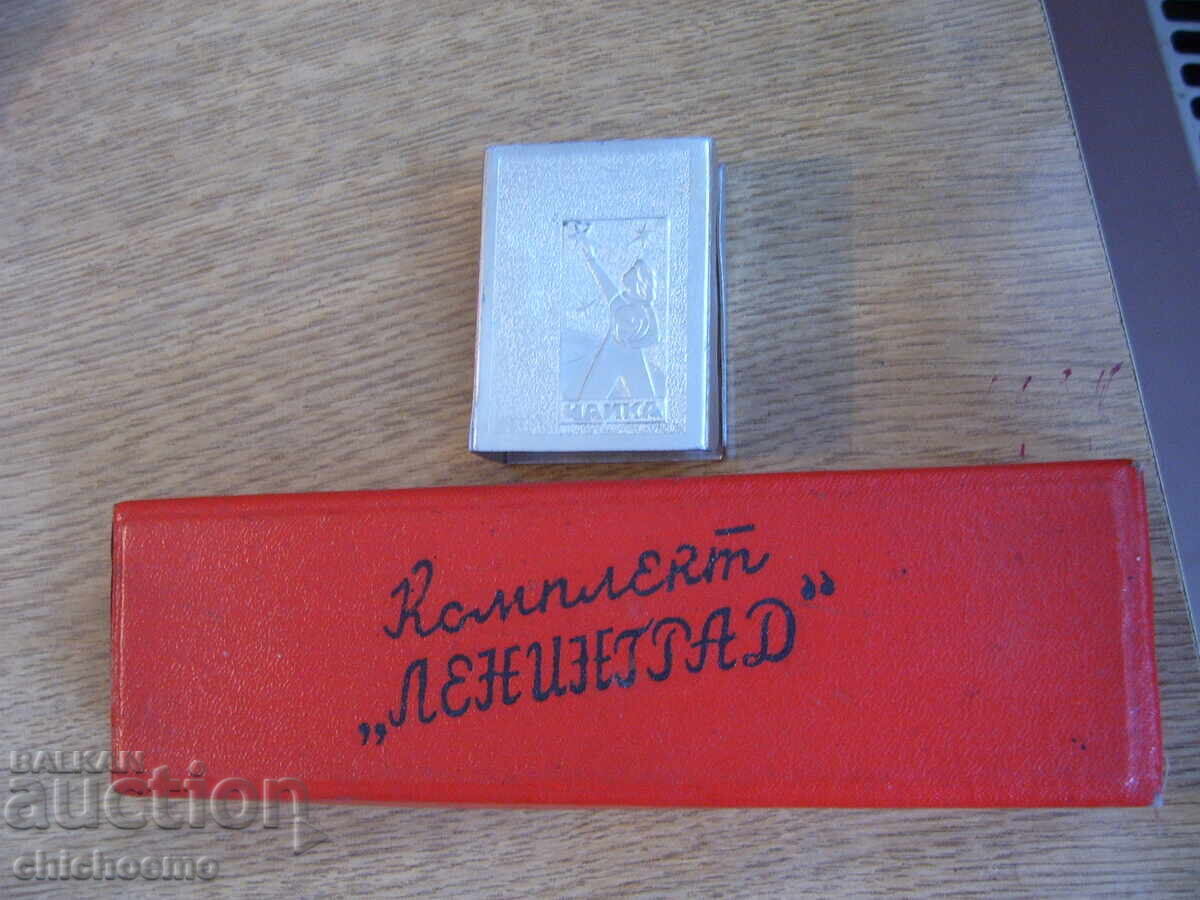 ЧАЙКА
Комплект
„ЛЕНИНГРАД“
BALKAN
auction
chichoemo